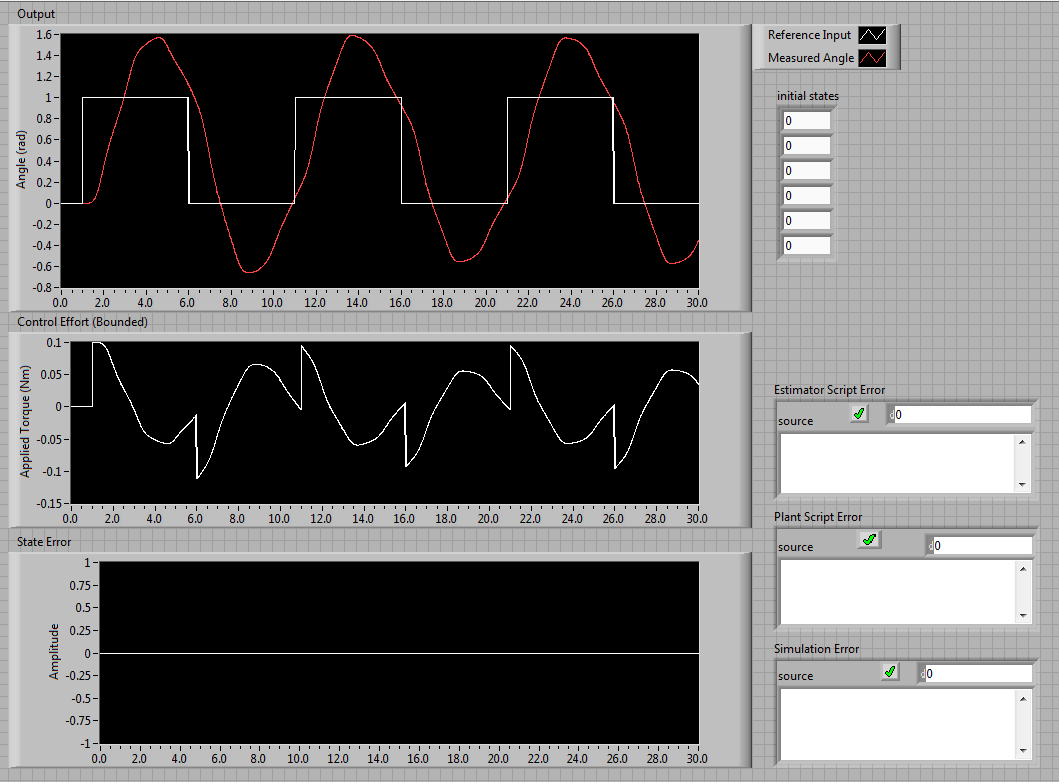 Output
Reference Input
Measured Angle
1.6
1.4
1.2
1
0.8
0.6
0.4
0.2
0
-0.2
-0.4
-0.6
-0.8
Angle (rad)
0.0 2.0 4.0 6.0 8.0 10.0 12.0 14.0 16.0 18.0 20.0 22.0 24.0 26.0 28.0 30.0
initial states
0
0
0
0
0
0
Control Effort (Bounded)
0.1
0.05
0
-0.05
-0.1
-0.15
Applied Torque (Nm)
0.0 2.0 4.0 6.0 8.0 10.0 12.0 14.0 16.0 18.0 20.0 22.0 24.0 26.0 28.0 30.0
State Error
1
0.75
0.5
0.25
0
-0.25
-0.5
-0.75
-1
Amplitude
0.0 2.0 4.0 6.0 8.0 10.0 12.0 14.0 16.0 18.0 20.0 22.0 24.0 26.0 28.0 30.0
Estimator Script Error
source d0
Plant Script Error
source d0
Simulation Error
source d0